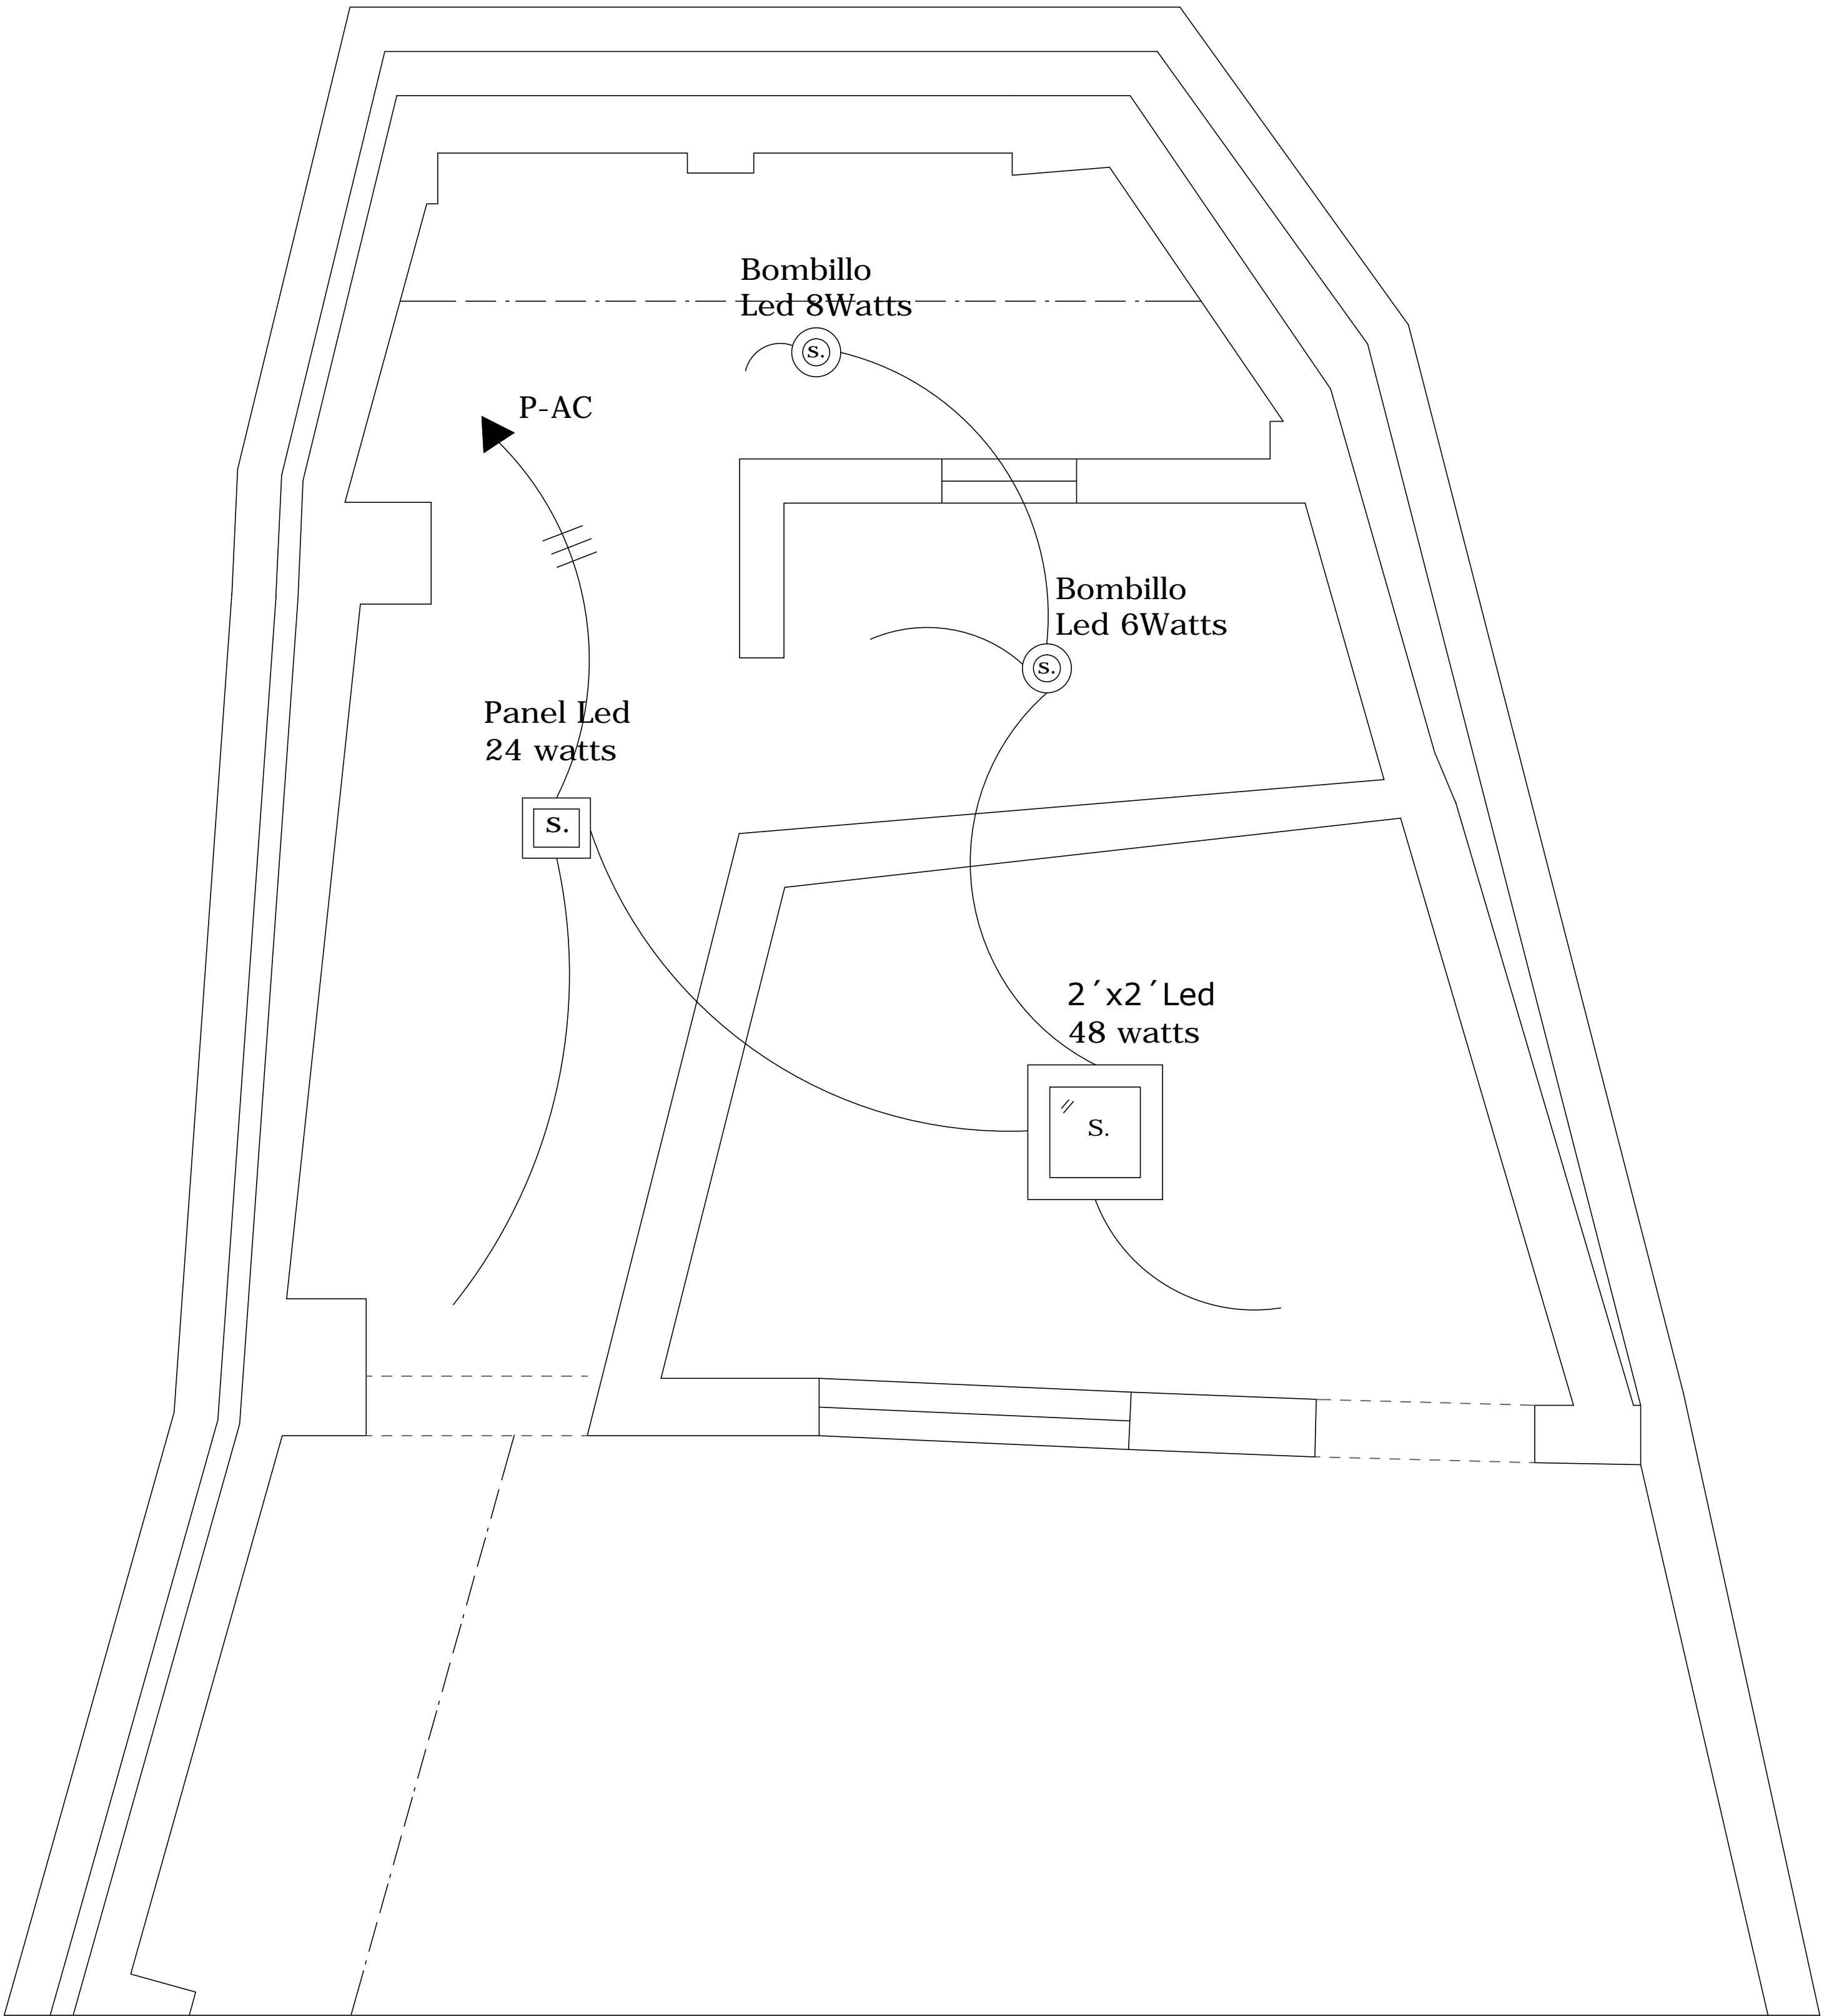 Bombillo
Led 8Watts
S.
P-AC
Bombillo
Led 6Watts
S.
Panel Led
24 watts
S.
2´x2´Led
48 watts
S.